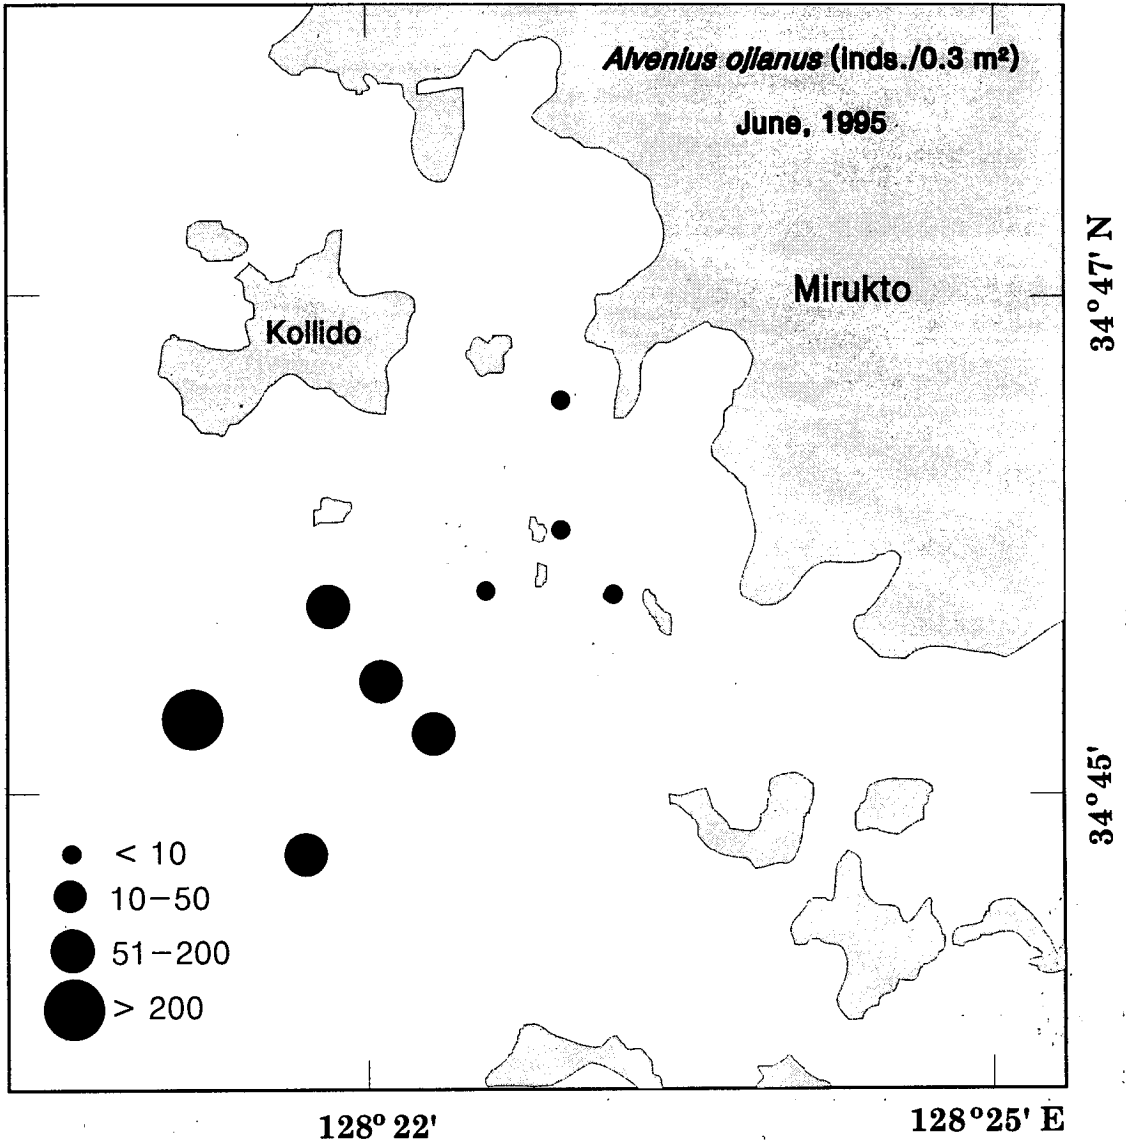 Alvenius ojianus (inds./0.3 m²)
June, 1995
34°47' N
Mirukto
Kollido
34°45'
< 10
10-50
51-200
> 200
128°22'
128°25' E